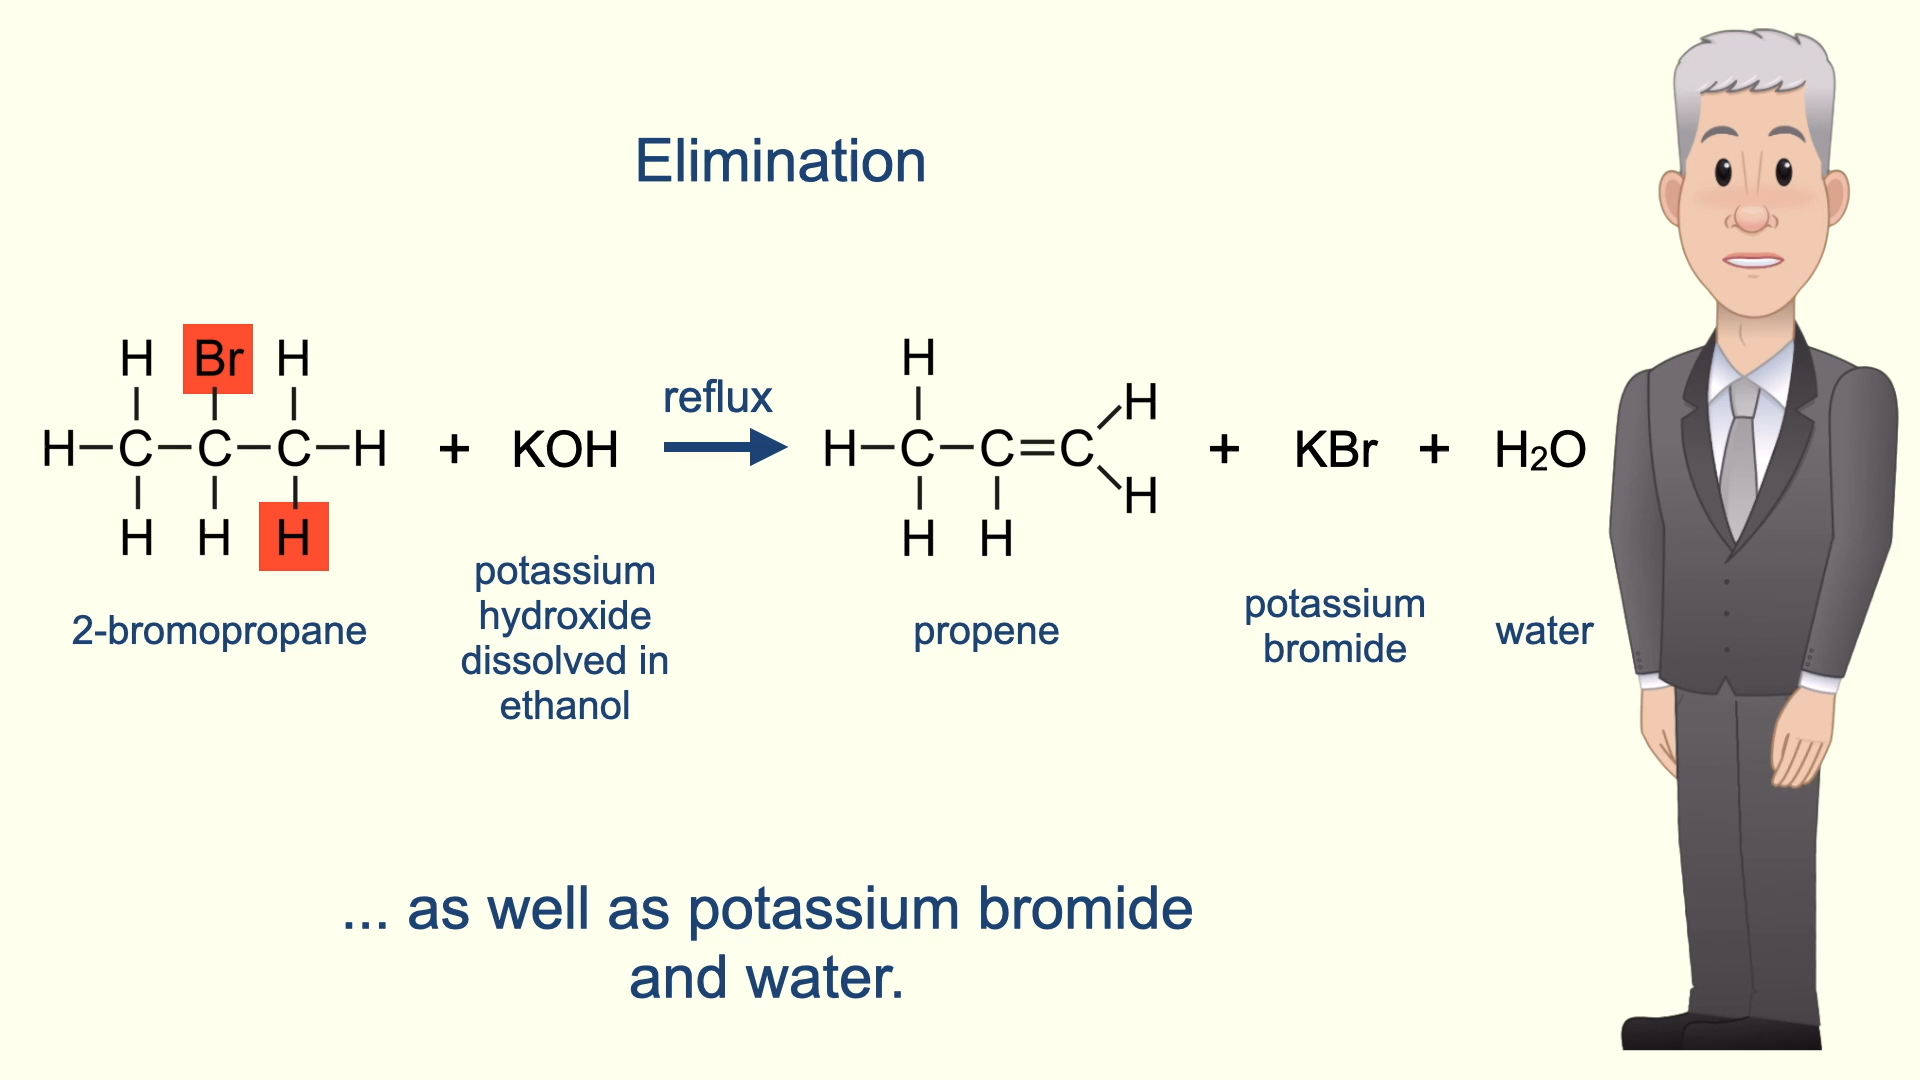 Elimination
H Br H
H-C-C-C-H + KOH reflux H-C-C=C H H + KBr + H₂O
H H H
H
H H
2-bromopropane
potassium
hydroxide
dissolved in
ethanol
propene
potassium
bromide
water
... as well as potassium bromide
and water.